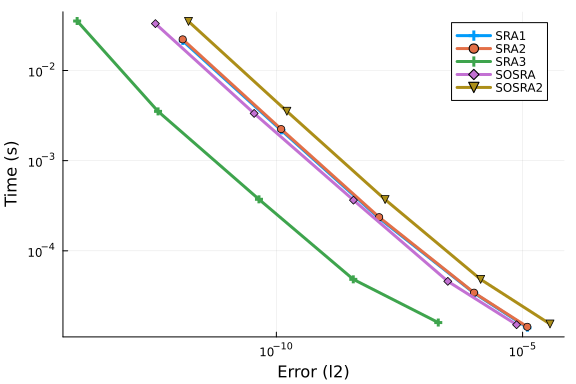 SRA1
SRA2
SRA3
SOSRA
SOSRA2
10⁻²
10⁻³
10⁻⁴
Time (s)
10⁻¹⁰
10⁻⁵
Error (l2)